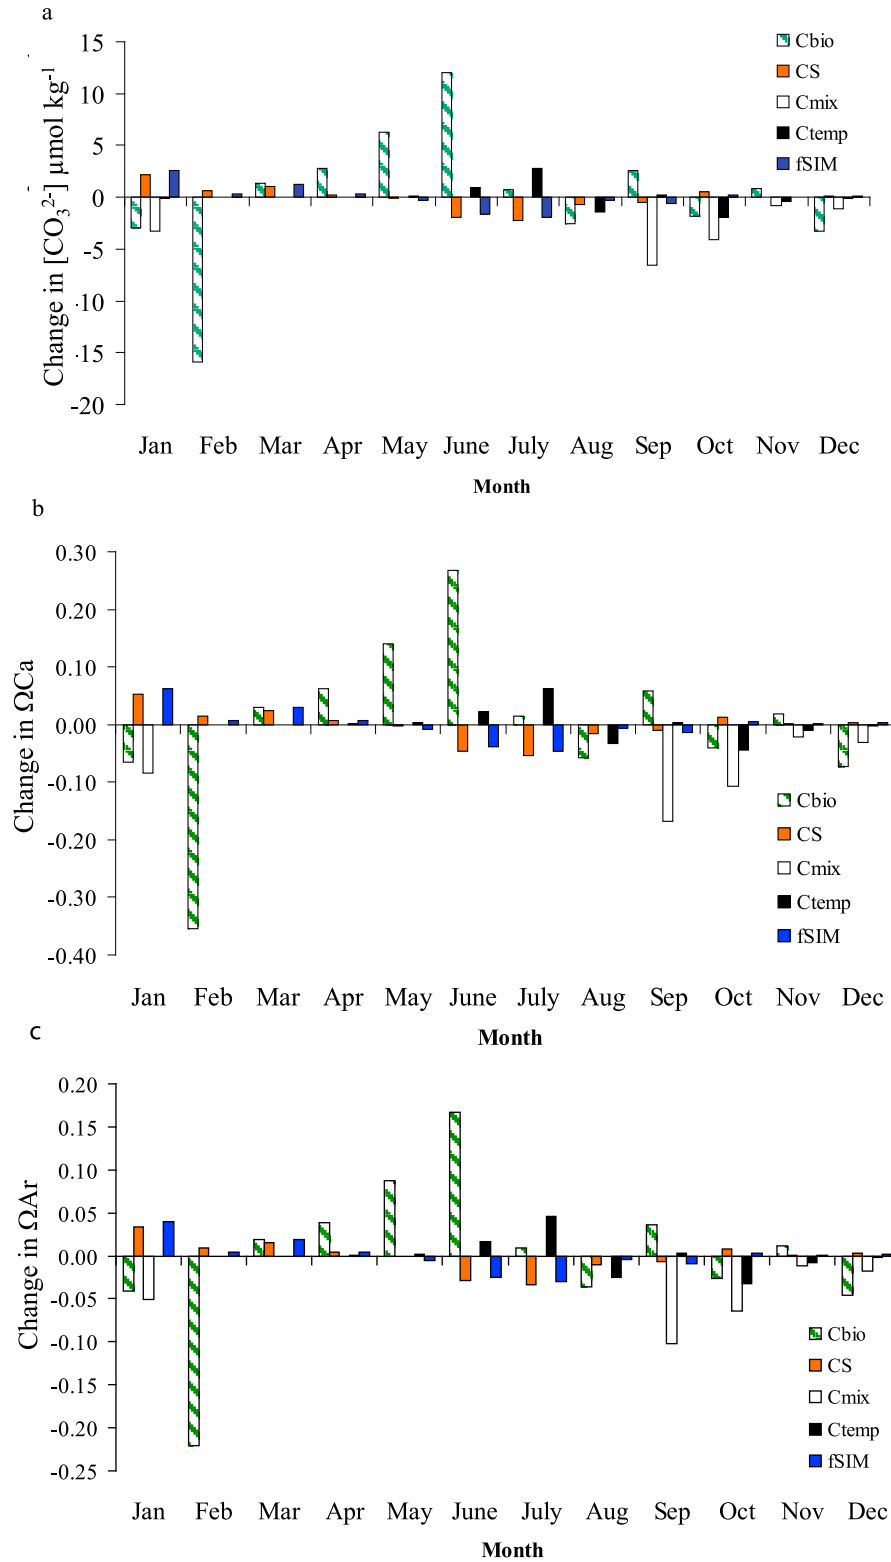 a
Change in [CO₃²⁻] μmol kg⁻¹
15
10
5
0
-5
-10
-15
-20
Cbio
CS
Cmix
Ctemp
fSIM
Jan Feb Mar Apr May June July Aug Sep Oct Nov Dec
Month
b
Change in ΩCa
0.30
0.20
0.10
0.00
-0.10
-0.20
-0.30
-0.40
Cbio
CS
Cmix
Ctemp
fSIM
Jan Feb Mar Apr May June July Aug Sep Oct Nov Dec
Month
c
Change in ΩAr
0.20
0.15
0.10
0.05
0.00
-0.05
-0.10
-0.15
-0.20
-0.25
Cbio
CS
Cmix
Ctemp
fSIM
Jan Feb Mar Apr May June July Aug Sep Oct Nov Dec
Month